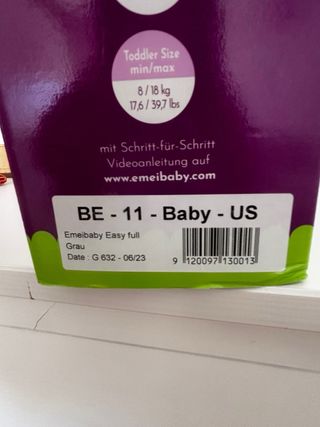 Toddler Size
min/max
8 / 18 kg
17,6 / 39,7 lbs
mit Schritt-für-Schritt
Videoanleitung auf
www.emeibaby.com
BE - 11 - Baby - US
Emeibaby Easy full
Grau
Date : G 632 - 06/23
9 120097 130013